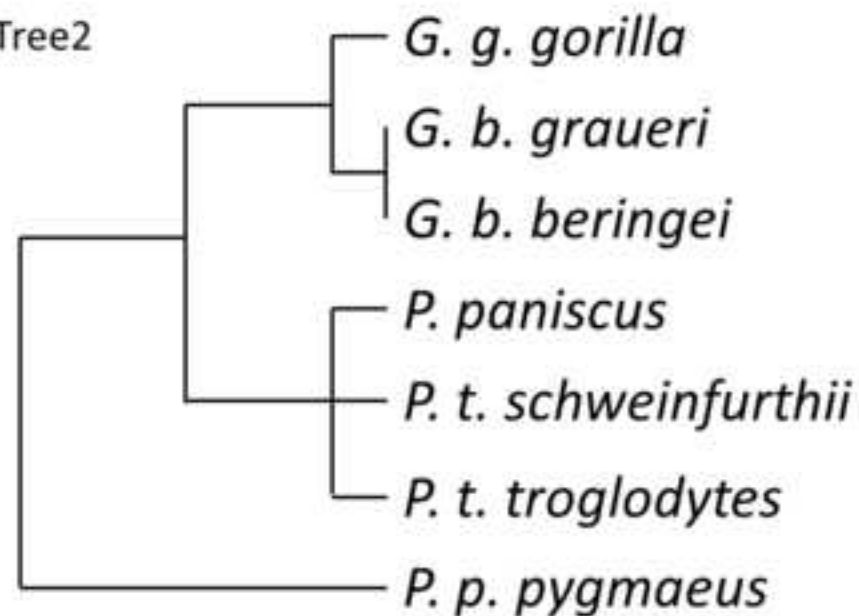 Tree2
G. g. gorilla
G. b. graueri
G. b. beringei
P. paniscus
P. t. schweinfurthii
P. t. troglodytes
P. p. pygmaeus